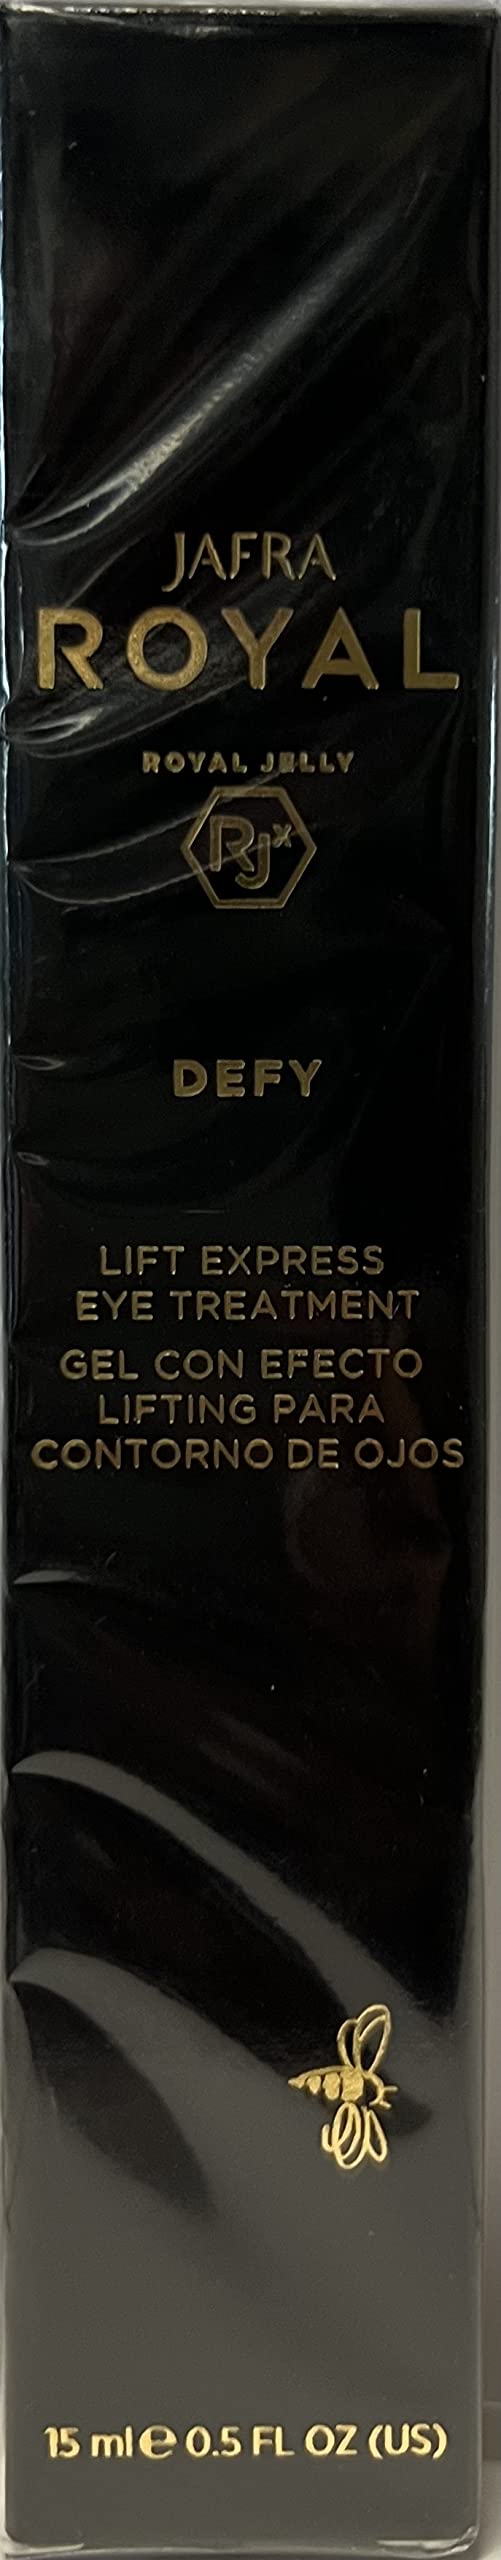 JAFRA
ROYAL
ROYAL JELLY
RJx
DEFY
LIFT EXPRESS
EYE TREATMENT
GEL CON EFECTO
LIFTING PARA
CONTORNO DE OJOS
15 ml ℮ 0.5 FL OZ (US)